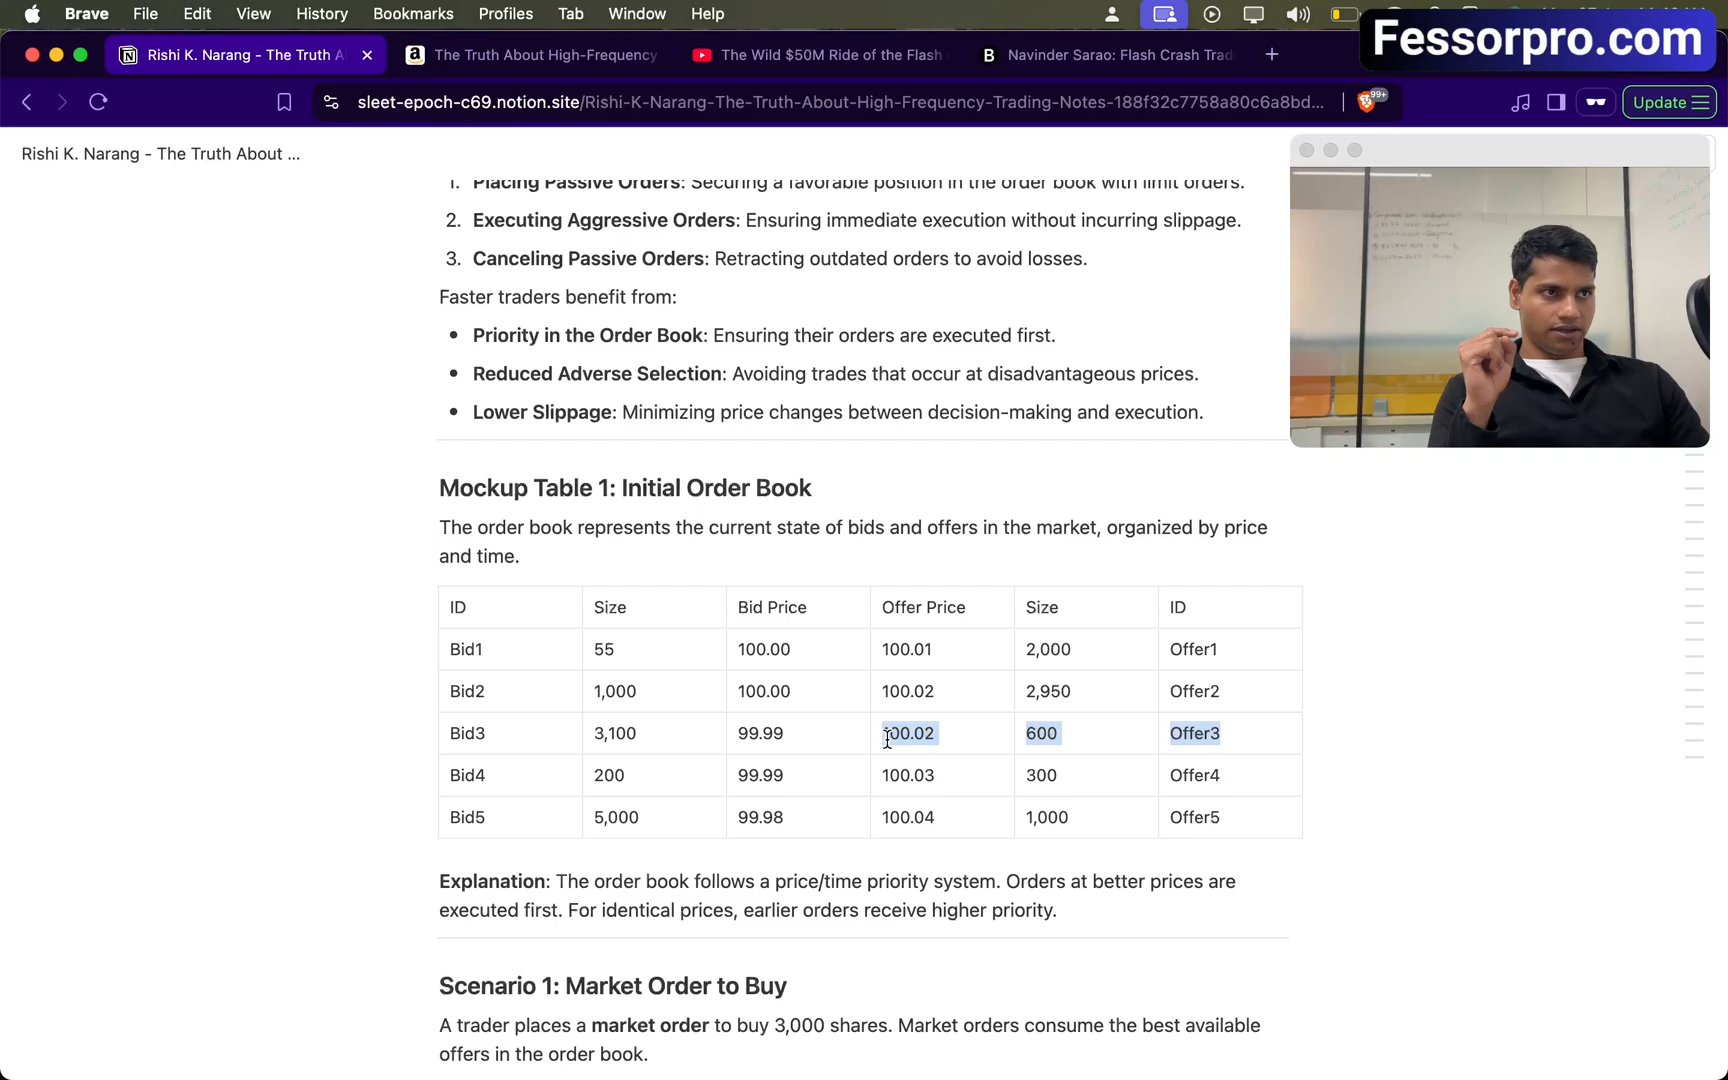 Brave File Edit View History Bookmarks Profiles Tab Window Help
Fessorpro.com
Rishi K. Narang - The Truth A
The Truth About High-Frequency
The Wild $50M Ride of the Flash
Navinder Sarao: Flash Crash Trad
sleet-epoch-c69.notion.site/Rishi-K-Narang-The-Truth-About-High-Frequency-Trading-Notes-188f32c7758a80c6a8bd...
99+
Update
Rishi K. Narang - The Truth About ...
1. Placing Passive Orders: Securing a favorable position in the order book with limit orders.
2. Executing Aggressive Orders: Ensuring immediate execution without incurring slippage.
3. Canceling Passive Orders: Retracting outdated orders to avoid losses.
Faster traders benefit from:
• Priority in the Order Book: Ensuring their orders are executed first.
• Reduced Adverse Selection: Avoiding trades that occur at disadvantageous prices.
• Lower Slippage: Minimizing price changes between decision-making and execution.
Mockup Table 1: Initial Order Book
The order book represents the current state of bids and offers in the market, organized by price
and time.
ID Size Bid Price Offer Price Size ID
Bid1 55 100.00 100.01 2,000 Offer1
Bid2 1,000 100.00 100.02 2,950 Offer2
Bid3 3,100 99.99 100.02 600 Offer3
Bid4 200 99.99 100.03 300 Offer4
Bid5 5,000 99.98 100.04 1,000 Offer5
Explanation: The order book follows a price/time priority system. Orders at better prices are
executed first. For identical prices, earlier orders receive higher priority.
Scenario 1: Market Order to Buy
A trader places a market order to buy 3,000 shares. Market orders consume the best available
offers in the order book.